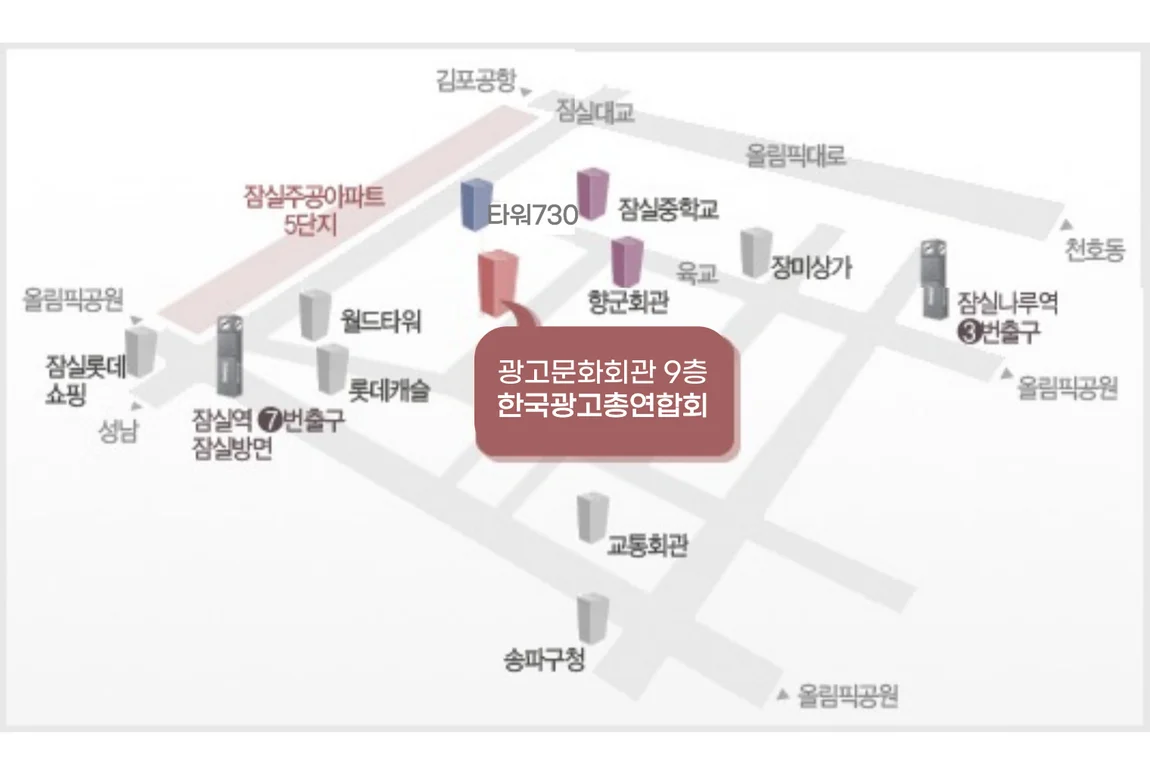 김포공항
잠실대교
올림픽대로
잠실주공아파트
5단지
타워730
잠실중학교
천호동
장미상가
육교
향군회관
올림픽공원
월드타워
잠실나루역
3번출구
잠실롯데
쇼핑
롯데캐슬
광고문화회관 9층
한국광고총연합회
올림픽공원
성남
잠실역 7번출구
잠실방면
교통회관
송파구청
올림픽공원